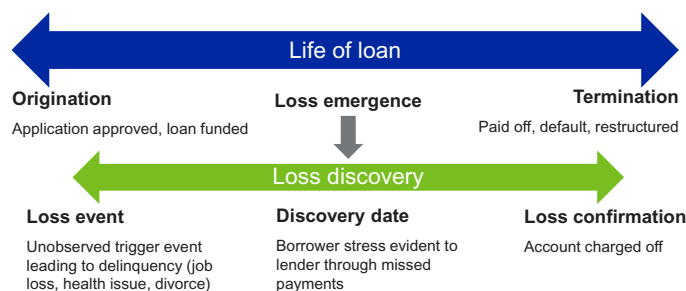 Life of loan
Origination
Loss emergence
Termination
Application approved, loan funded
Paid off, default, restructured
Loss discovery
Loss event
Discovery date
Loss confirmation
Unobserved trigger event
leading to delinquency (job
loss, health issue, divorce)
Borrower stress evident to
lender through missed
payments
Account charged off